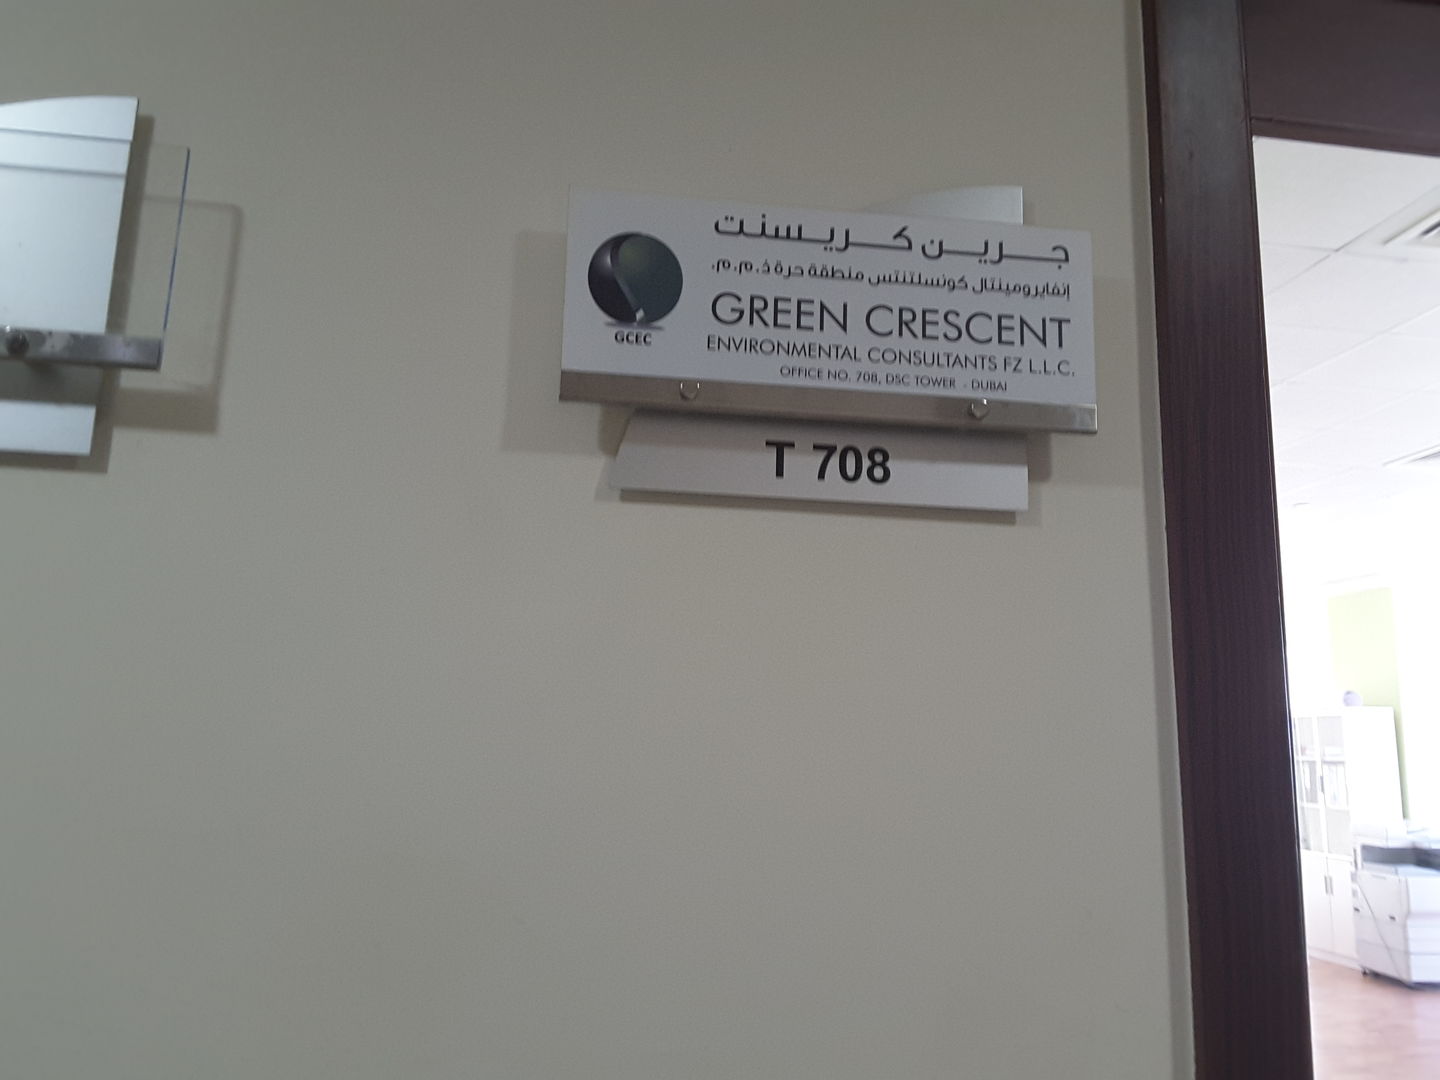 جرين كريسنت
إنفايرومينتال كونسلتنتس منطقة حرة ذ.م.م.
GREEN CRESCENT
ENVIRONMENTAL CONSULTANTS FZ L.L.C.
OFFICE NO. 708, DSC TOWER . DUBAI
GCEC
T 708